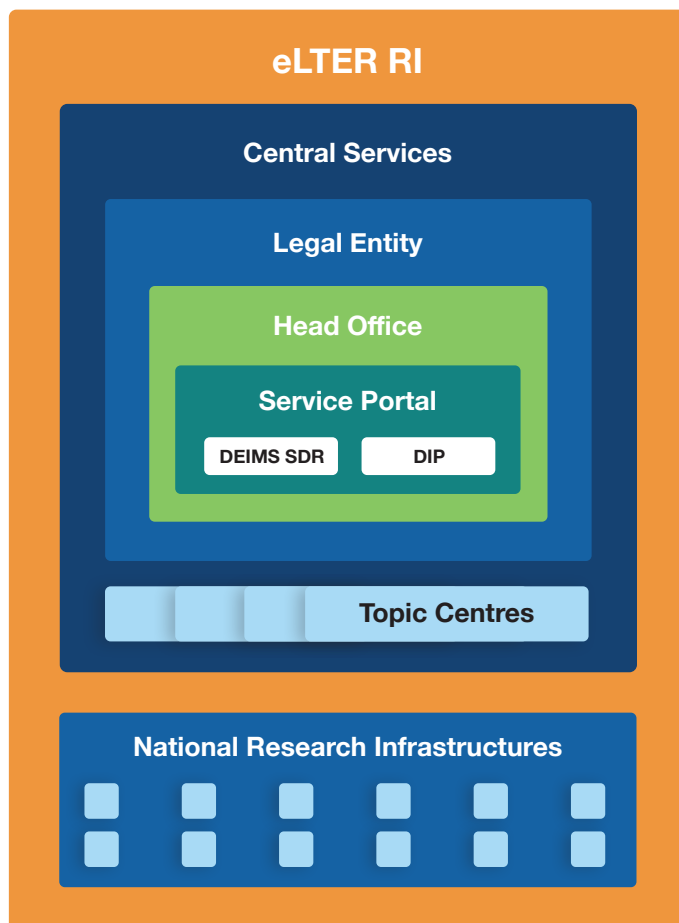 eLTER RI
Central Services
Legal Entity
Head Office
Service Portal
DEIMS SDR
DIP
Topic Centres
National Research Infrastructures